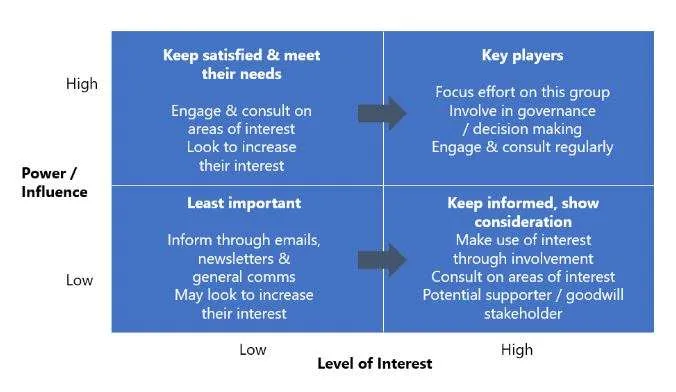 High
Keep satisfied & meet
their needs
Engage & consult on
areas of interest
Look to increase
their interest
Key players
Focus effort on this group
Involve in governance
/ decision making
Engage & consult regularly
Power /
Influence
Low
Least important
Inform through emails,
newsletters &
general comms
May look to increase
their interest
Keep informed, show
consideration
Make use of interest
through involvement
Consult on areas of interest
Potential supporter / goodwill
stakeholder
Low
High
Level of Interest